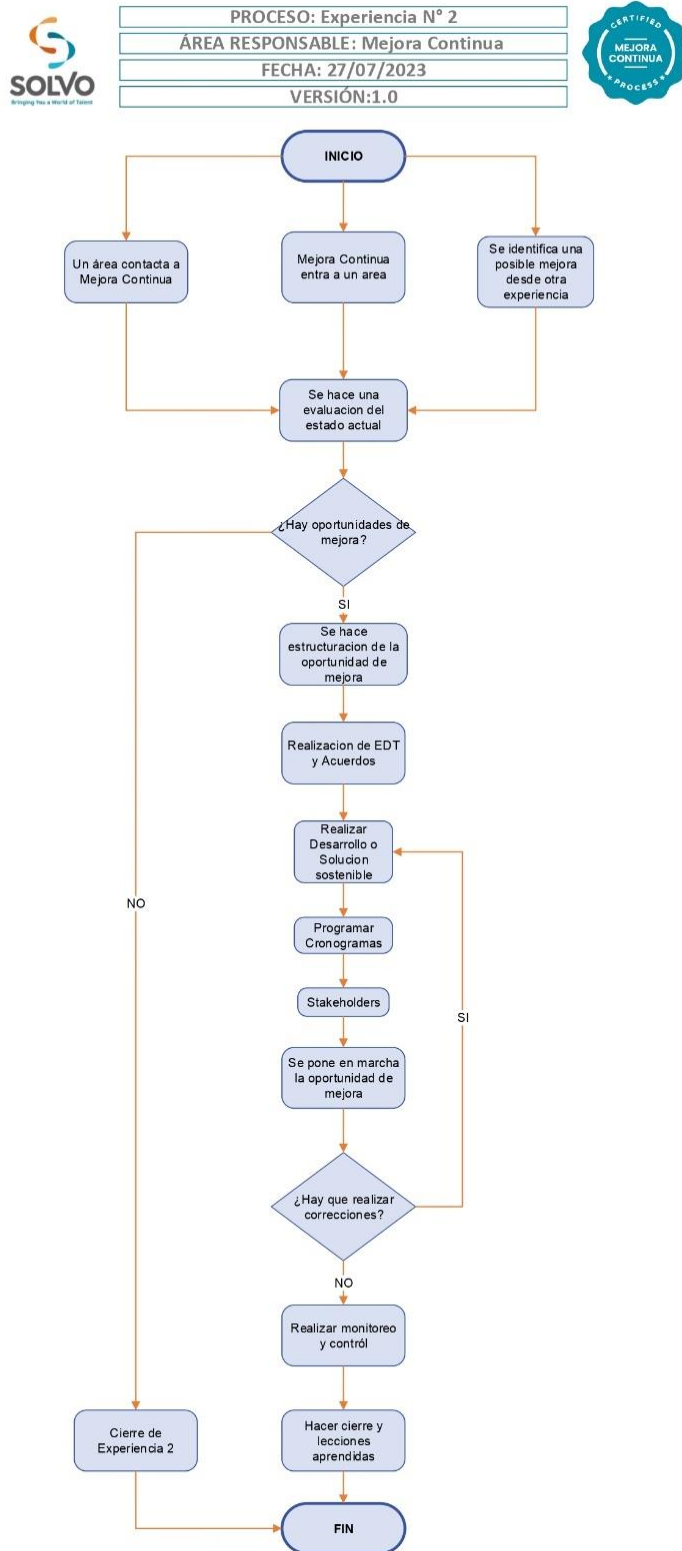 SOLVO
Bringing You a World of Talent
PROCESO: Experiencia N° 2
ÁREA RESPONSABLE: Mejora Continua
FECHA: 27/07/2023
VERSIÓN:1.0
CERTIFIED
MEJORA
CONTINUA
PROCESS
INICIO
Un área contacta a
Mejora Continua
Mejora Continua
entra a un area
Se identifica una
posible mejora
desde otra
experiencia
Se hace una
evaluacion del
estado actual
¿Hay oportunidades de
mejora?
SI
Se hace
estructuracion de la
oportunidad de
mejora
Realizacion de EDT
y Acuerdos
Realizar
Desarrollo o
Solucion
sostenible
NO
Programar
Cronogramas
Stakeholders
SI
Se pone en marcha
la oportunidad de
mejora
¿Hay que realizar
correcciones?
NO
Realizar monitoreo
y contról
Cierre de
Experiencia 2
Hacer cierre y
lecciones
aprendidas
FIN